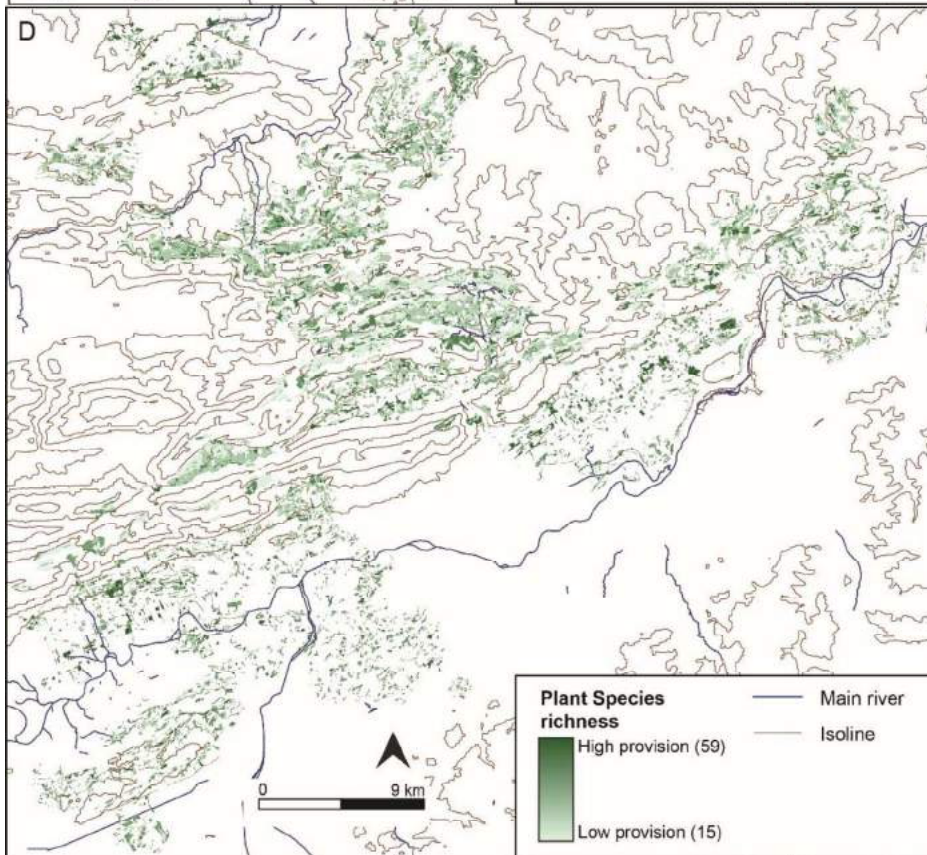 D
Plant Species
richness
High provision (59)
Low provision (15)
Main river
Isoline
0 9 km